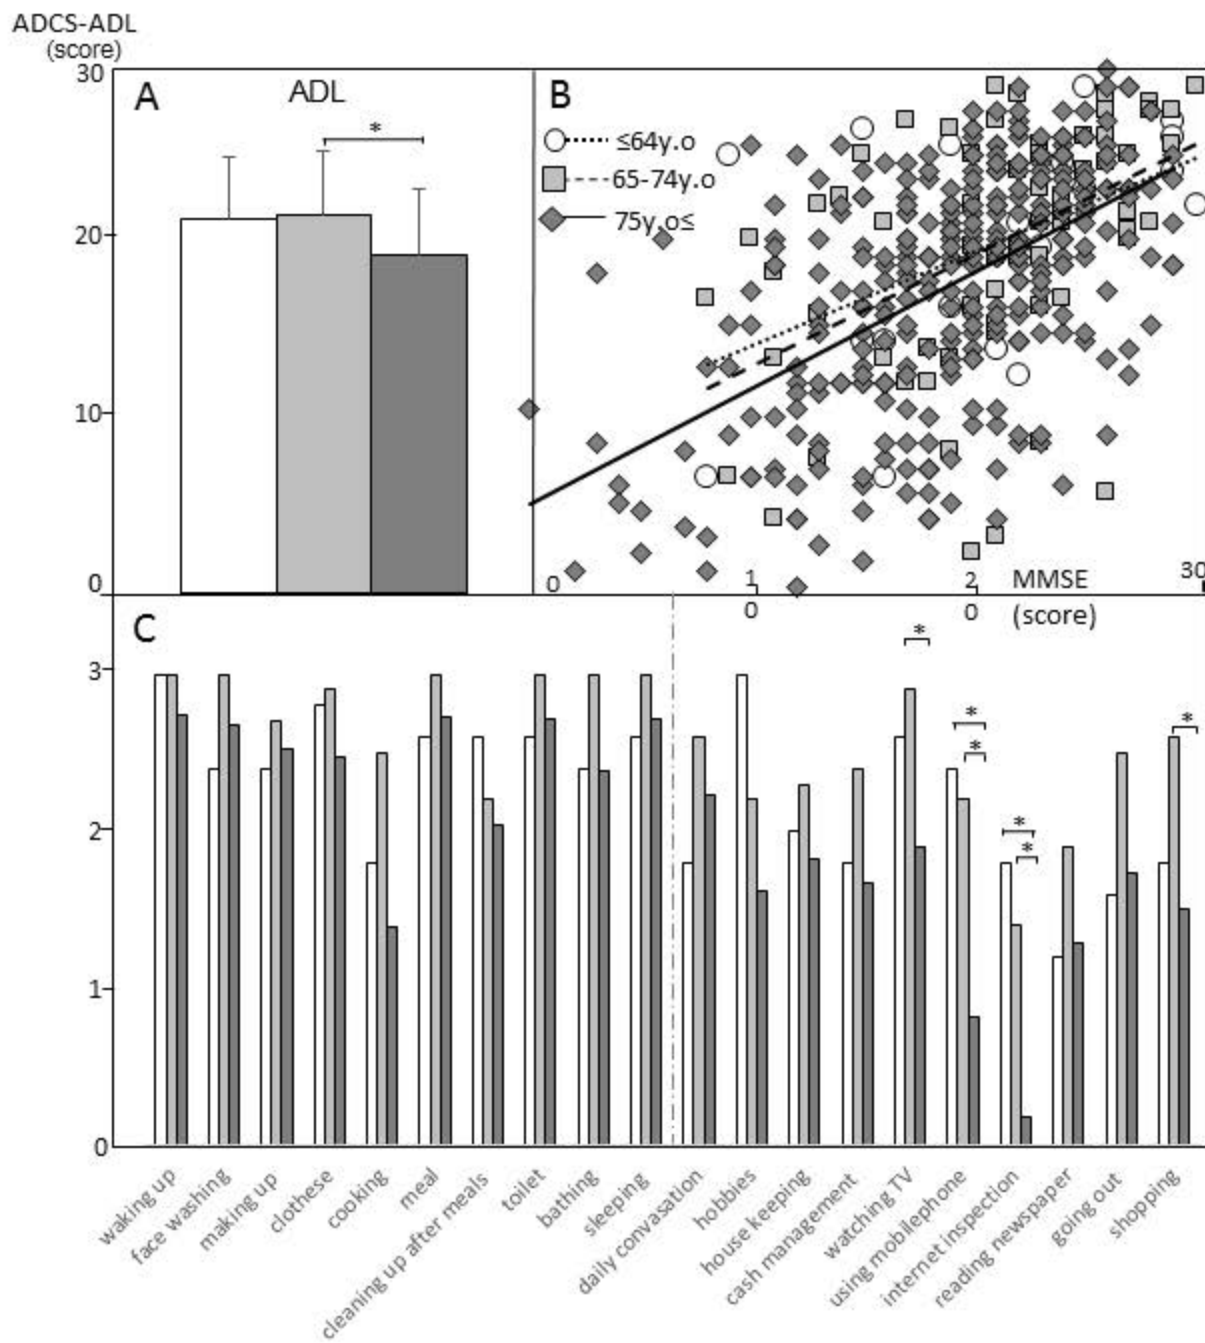 ADCS-ADL
(score)
30
20
10
0
A
ADL
*
B
≤64y.o
65-74y.o
75y.o≤
0
1
0
2
0
30
MMSE
(score)
C
3
2
1
0
*
*
*
*
*
*
waking up
face washing
making up
clothese
cooking
meal
cleaning up after meals
toilet
bathing
sleeping
daily convasation
hobbies
house keeping
cash management
watching TV
using mobilephone
internet inspection
reading newspaper
going out
shopping